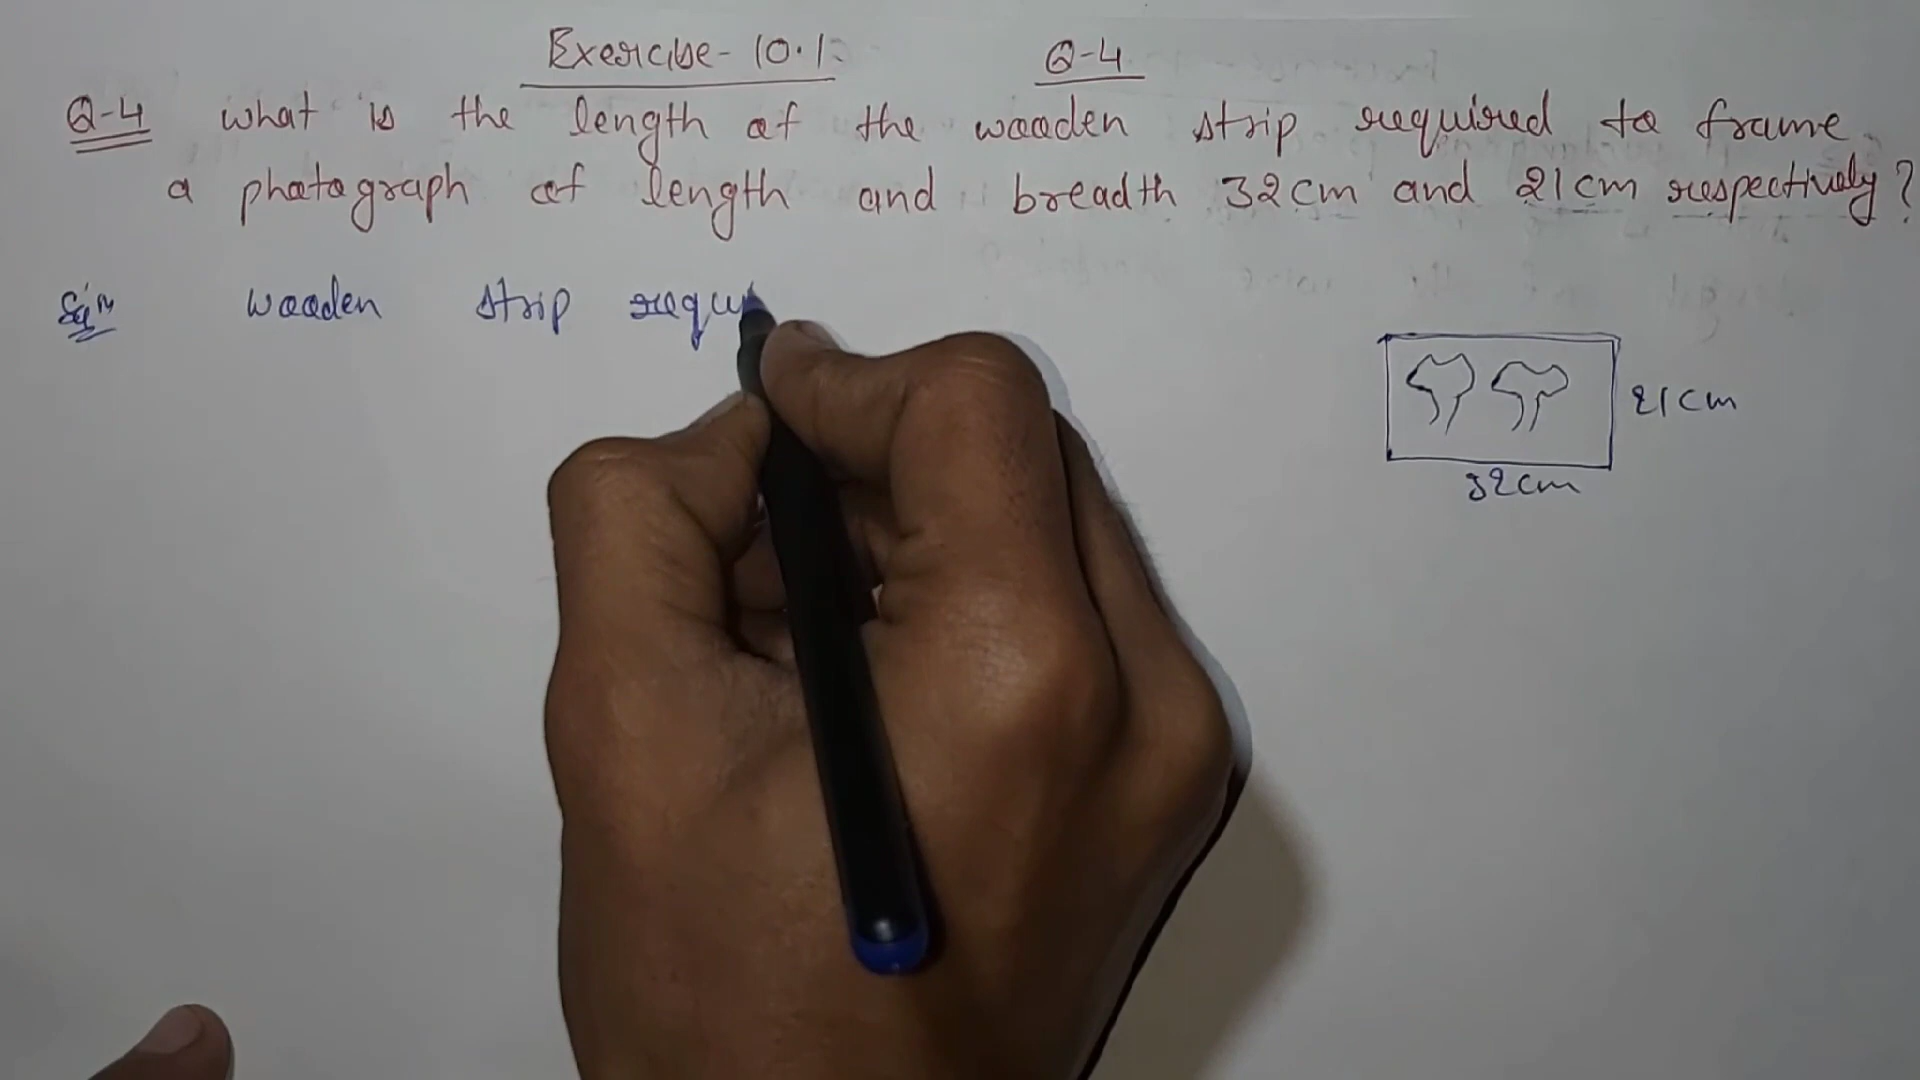 Exercise-10.1
Q-4
Q-4 what is the length of the wooden strip required to frame
a photograph of length and breadth 32cm and 21cm respectively?
Solⁿ wooden strip requi
21cm
32cm